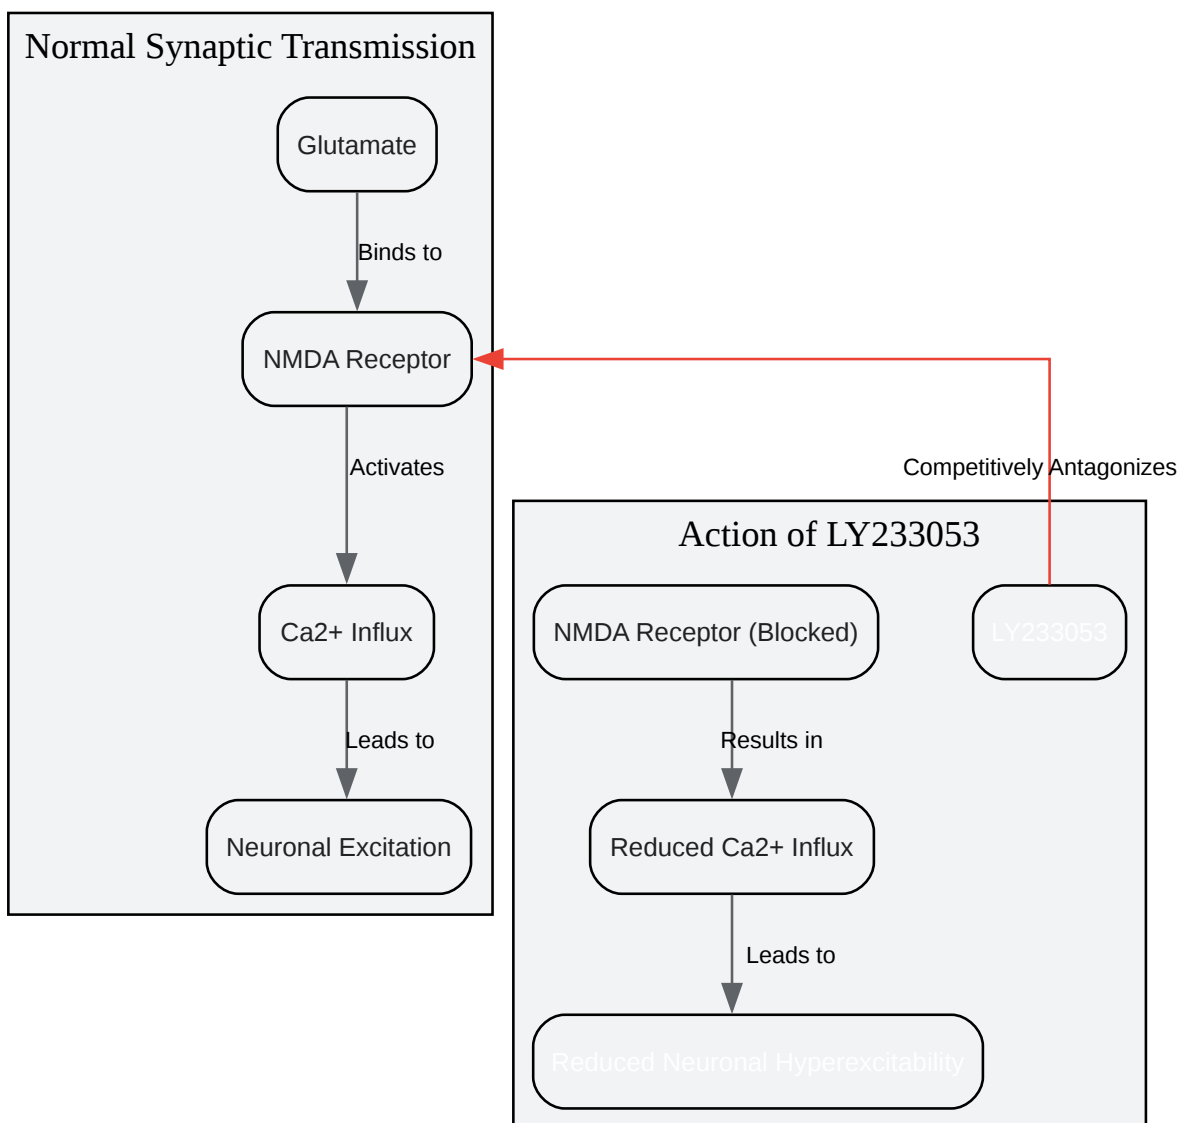 Normal Synaptic Transmission
Glutamate
Binds to
NMDA Receptor
Activates
Ca2+ Influx
Leads to
Neuronal Excitation
Competitively Antagonizes
Action of LY233053
NMDA Receptor (Blocked)
LY233053
Results in
Reduced Ca2+ Influx
Leads to
Reduced Neuronal Hyperexcitability